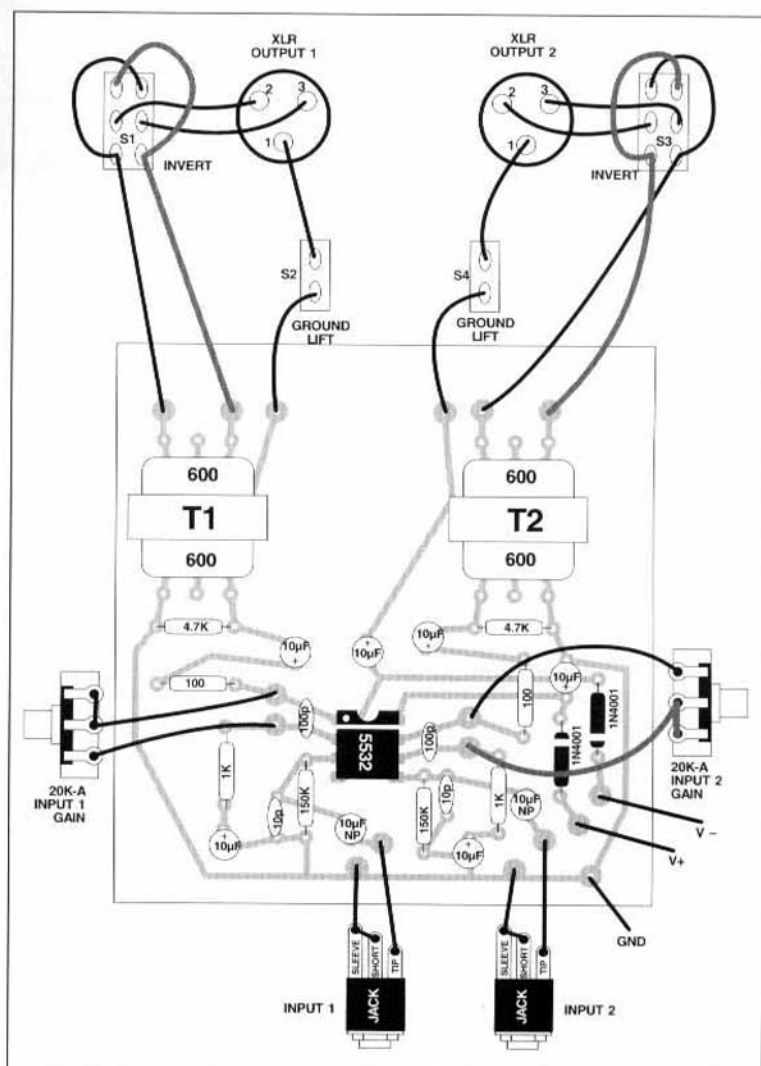 XLR
OUTPUT 1
XLR
OUTPUT 2
2
3
1
2
3
1
S1
INVERT
S3
INVERT
S2
GROUND
LIFT
S4
GROUND
LIFT
600
T1
600
600
T2
600
4.7K
10µF
+
+
10µF
10µF
+
4.7K
10µF
+
100
100p
5532
100p
100
1N4001
1N4001
20K-A
INPUT 1
GAIN
20K-A
INPUT 2
GAIN
1K
10p
150K
10µF
NP
+
10µF
150K
10p
1K
10µF
NP
+
10µF
V -
V+
GND
SLEEVE
SHORT
TIP
JACK
INPUT 1
SLEEVE
SHORT
TIP
JACK
INPUT 2